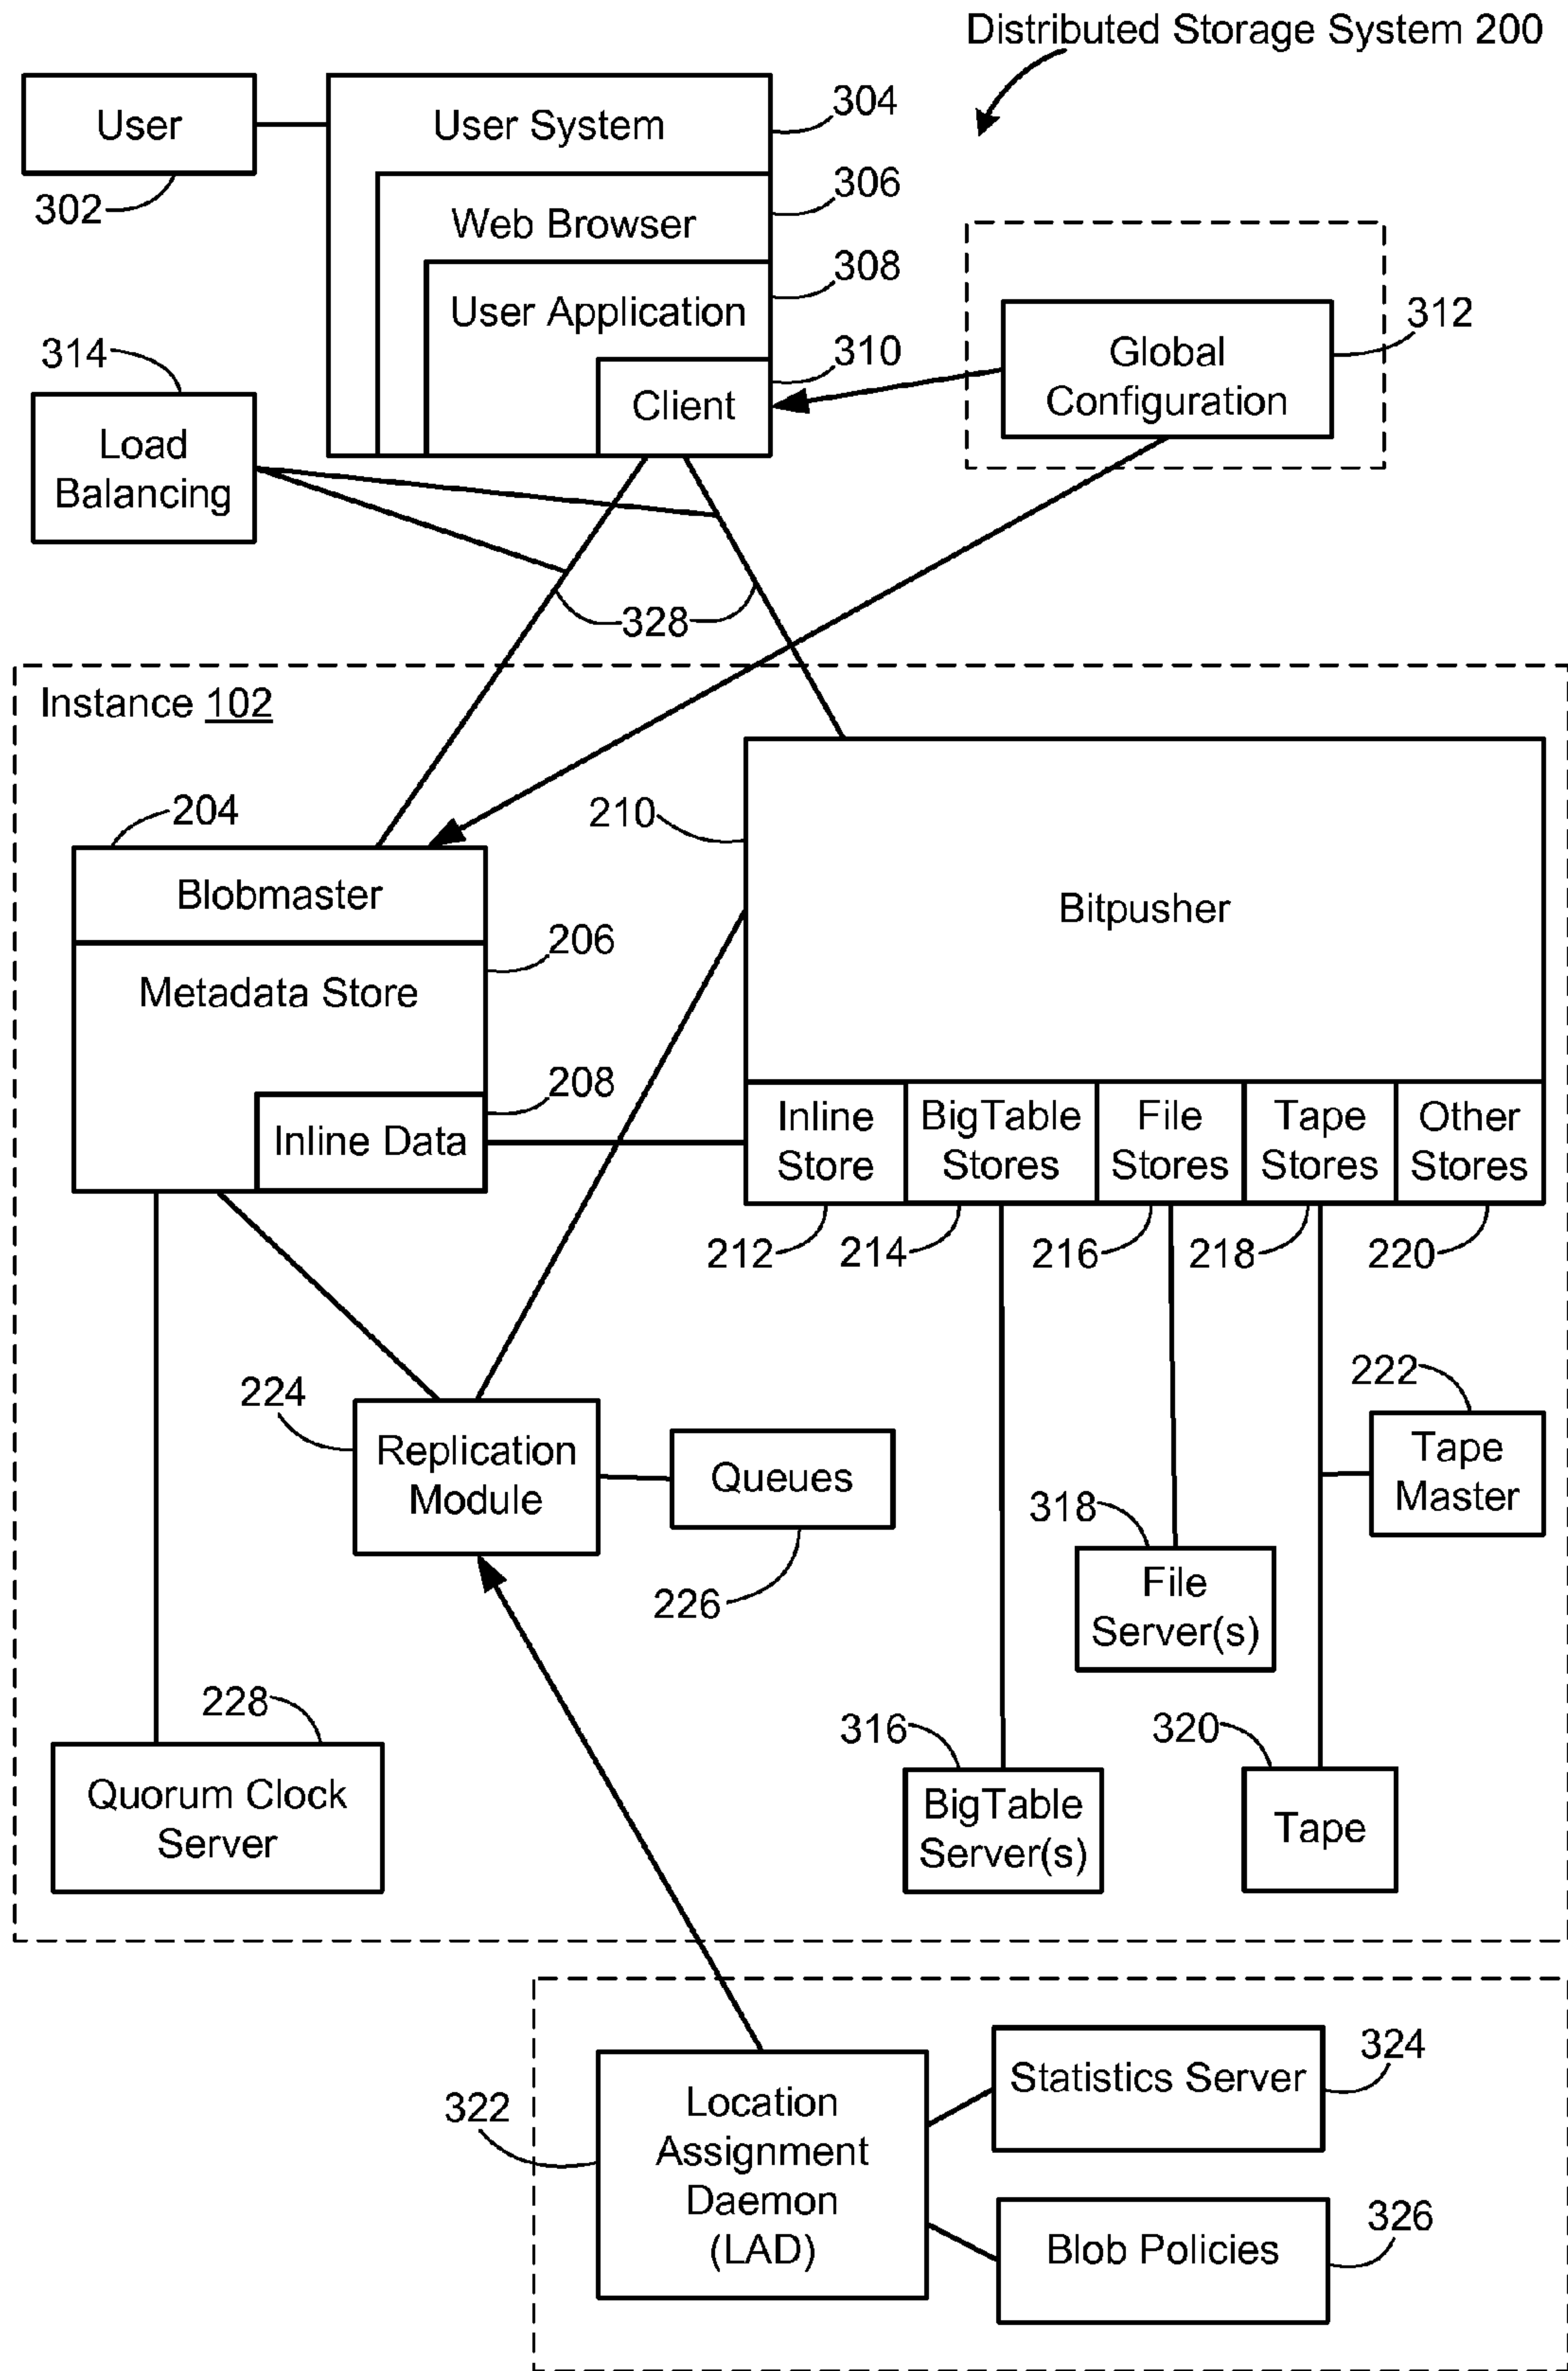 Distributed Storage System 200
User
302
User System
304
Web Browser
306
User Application
308
Client
310
Global
Configuration
312
314
Load
Balancing
328
Instance 102
204
Blobmaster
206
Metadata Store
208
Inline Data
210
Bitpusher
Inline
Store
BigTable
Stores
File
Stores
Tape
Stores
Other
Stores
212
214
216
218
220
224
Replication
Module
Queues
226
222
Tape
Master
318
File
Server(s)
228
Quorum Clock
Server
316
BigTable
Server(s)
320
Tape
322
Location
Assignment
Daemon
(LAD)
Statistics Server
324
Blob Policies
326